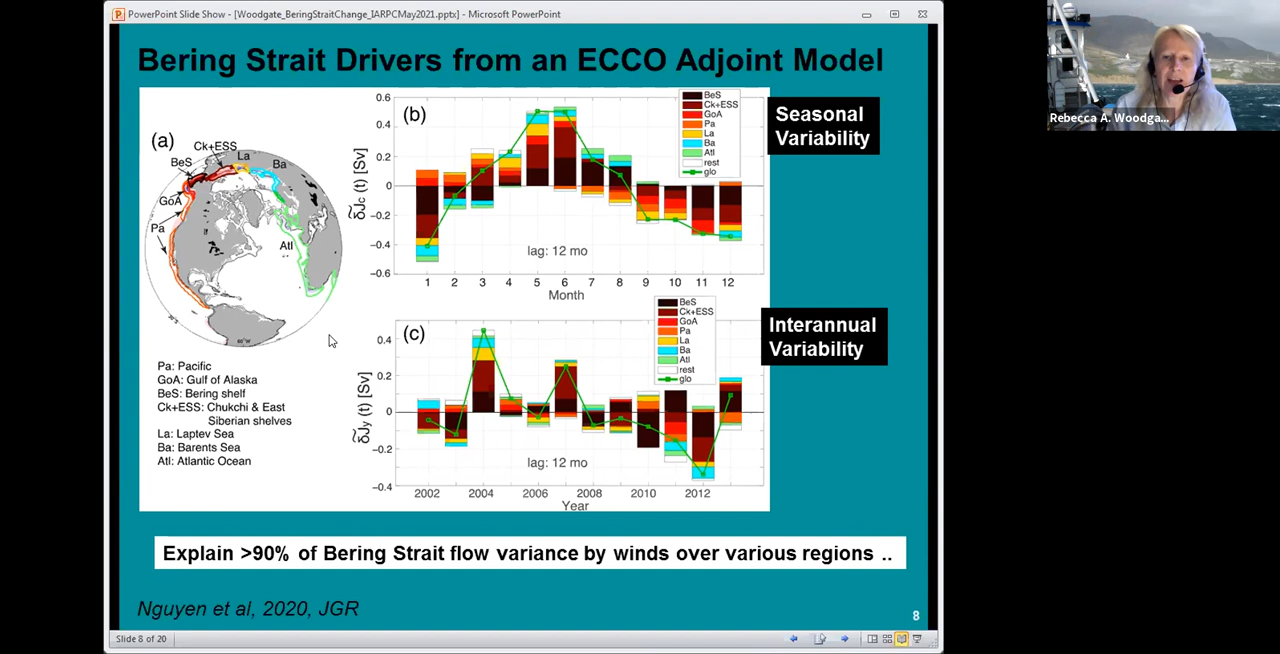 PowerPoint Slide Show - [Woodgate_BeringStraitChange_IARPCMay2021.pptx] - Microsoft PowerPoint
Bering Strait Drivers from an ECCO Adjoint Model
(a)
Ck+ESS
La
BeS
Ba
GoA
Pa
Atl
60°W
Pa: Pacific
GoA: Gulf of Alaska
BeS: Bering shelf
Ck+ESS: Chukchi & East
Siberian shelves
La: Laptev Sea
Ba: Barents Sea
Atl: Atlantic Ocean
(b)
0.6
0.4
0.2
0
−0.2
−0.4
−0.6
δ̃Jc (t) [Sv]
BeS
Ck+ESS
GoA
Pa
La
Ba
Atl
rest
glo
lag: 12 mo
1 2 3 4 5 6 7 8 9 10 11 12
Month
Seasonal
Variability
(c)
0.4
0.2
0
−0.2
−0.4
δ̃Jy (t) [Sv]
BeS
Ck+ESS
GoA
Pa
La
Ba
Atl
rest
glo
lag: 12 mo
2002 2004 2006 2008 2010 2012
Year
Interannual
Variability
Explain >90% of Bering Strait flow variance by winds over various regions ..
Nguyen et al, 2020, JGR
8
Slide 8 of 20
Rebecca A. Woodga...